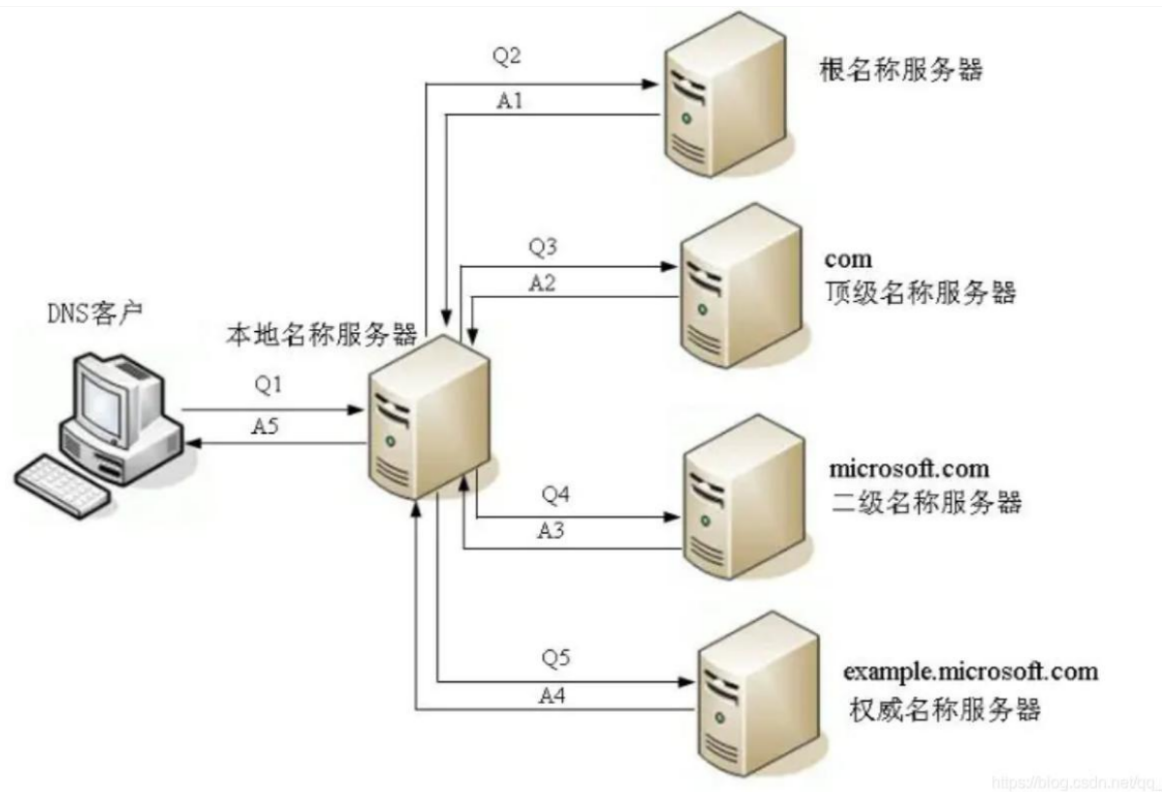 Q2
根名称服务器
A1
Q3
com
A2
顶级名称服务器
DNS客户
本地名称服务器
Q1
A5
microsoft.com
Q4
二级名称服务器
A3
Q5
example.microsoft.com
A4
权威名称服务器
https://blog.csdn.net/qq_